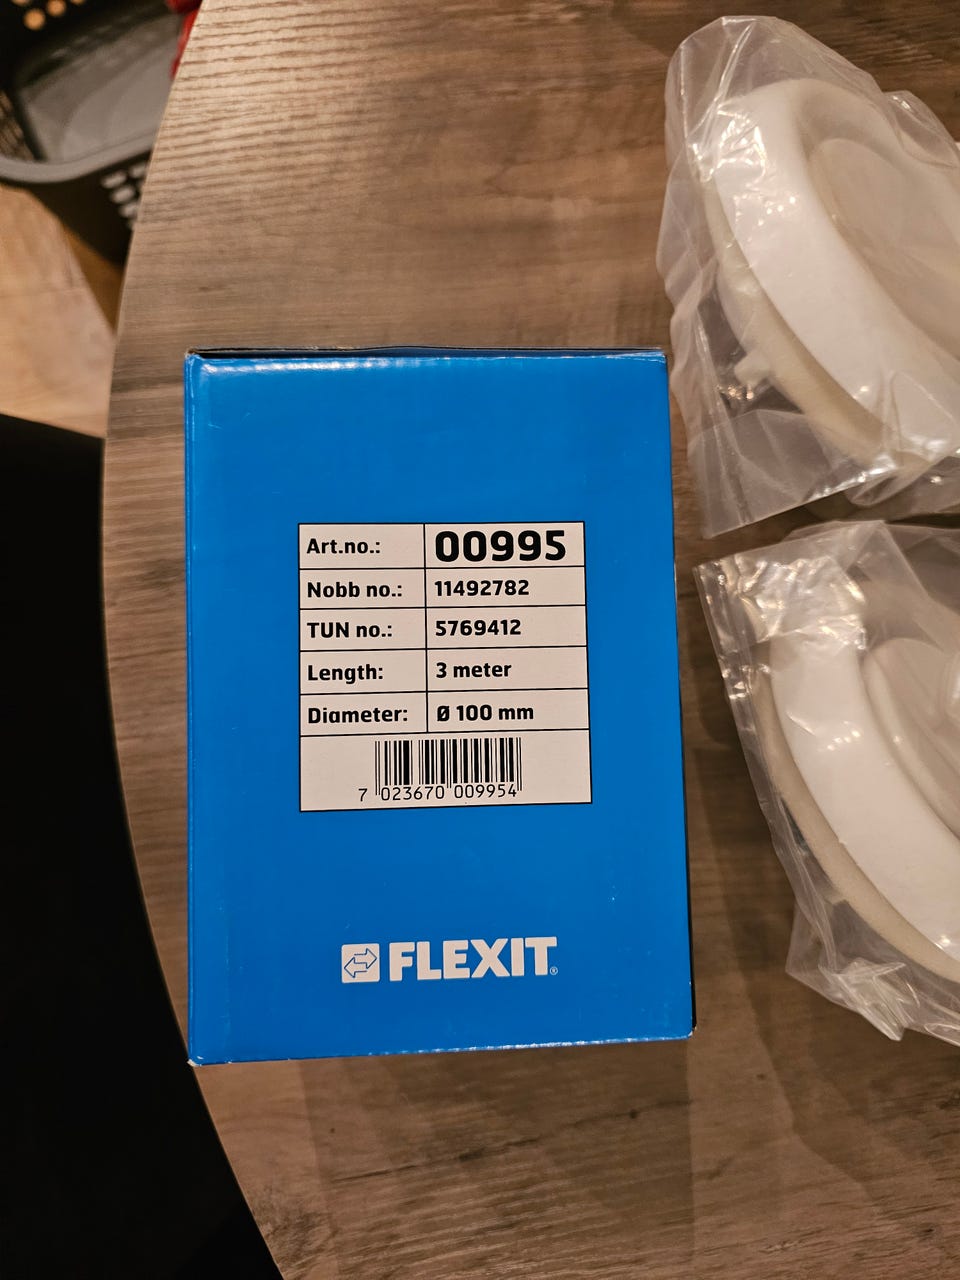 Art.no.: 00995
Nobb no.: 11492782
TUN no.: 5769412
Length: 3 meter
Diameter: Ø 100 mm
7 023670 009954
FLEXIT®